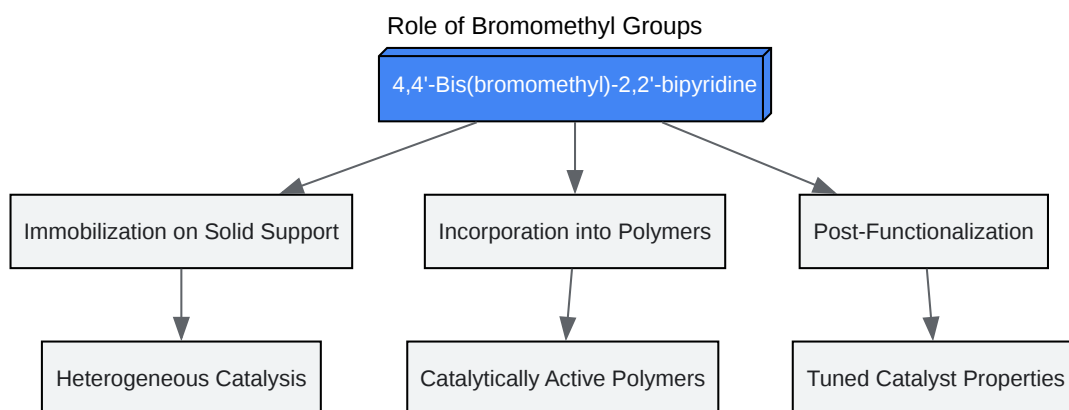 Role of Bromomethyl Groups
4,4'-Bis(bromomethyl)-2,2'-bipyridine
Immobilization on Solid Support
Incorporation into Polymers
Post-Functionalization
Heterogeneous Catalysis
Catalytically Active Polymers
Tuned Catalyst Properties